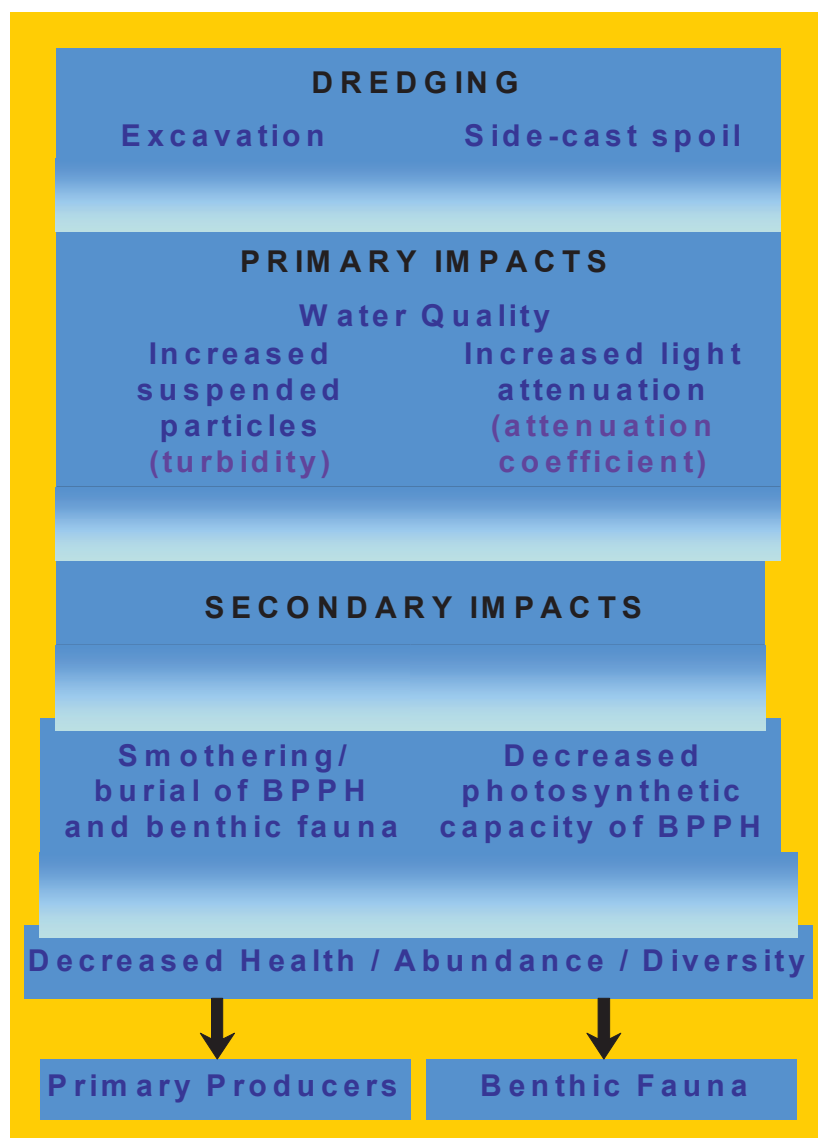 DREDGING
Excavation Side-cast spoil
PRIMARY IMPACTS
Water Quality
Increased suspended particles (turbidity)
Increased light attenuation (attenuation coefficient)
SECONDARY IMPACTS
Smothering/
burial of BPPH
and benthic fauna
Decreased
photosynthetic
capacity of BPPH
Decreased Health / Abundance / Diversity
Primary Producers
Benthic Fauna